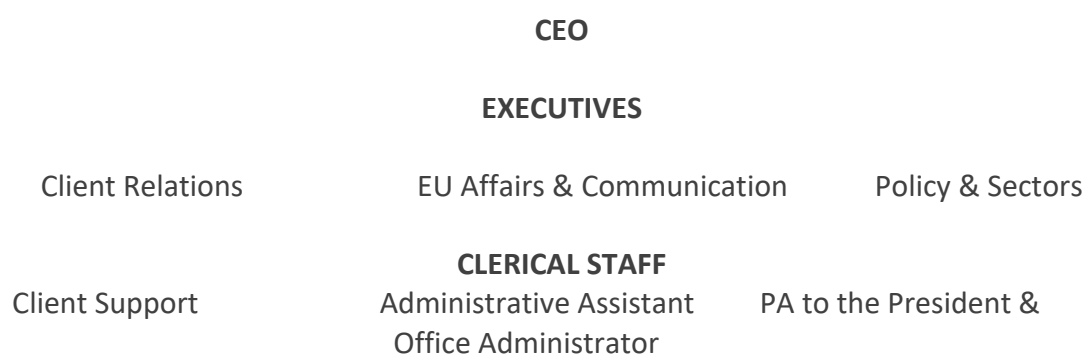 CEO
EXECUTIVES
Client Relations EU Affairs & Communication Policy & Sectors
CLERICAL STAFF
Client Support Administrative Assistant PA to the President &
Office Administrator